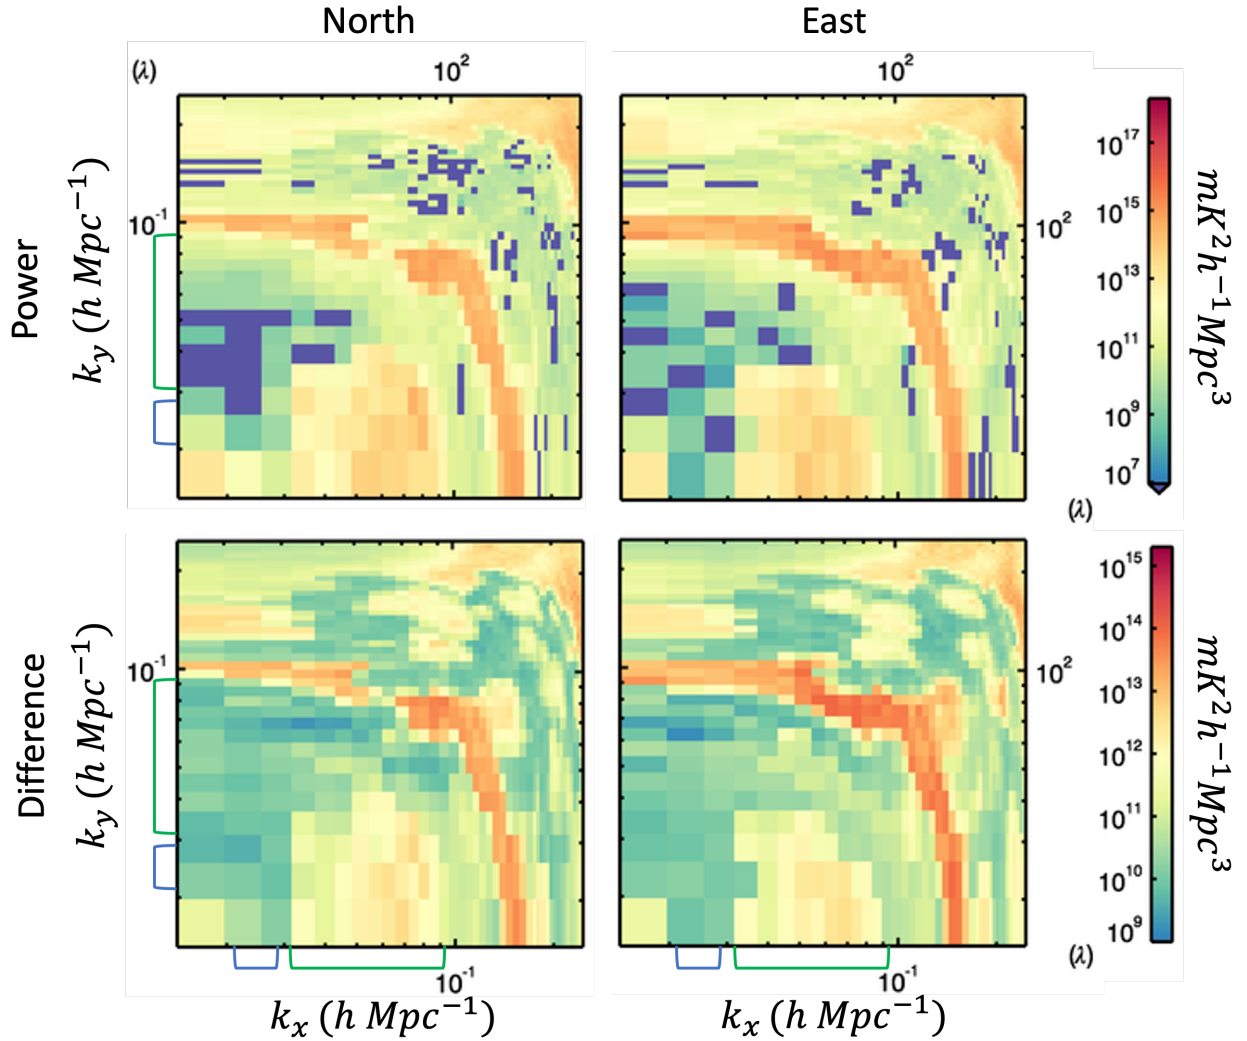 North East
(λ) 10² 10²
10⁻¹ 10²
Power
k_y (h Mpc⁻¹)
10¹⁷
10¹⁵
10¹³
10¹¹
10⁹
10⁷
mK²h⁻¹Mpc³
(λ)
10⁻¹ 10²
Difference
k_y (h Mpc⁻¹)
10¹⁵
10¹⁴
10¹³
10¹²
10¹¹
10¹⁰
10⁹
mK²h⁻¹Mpc³
(λ)
10⁻¹ 10⁻¹
k_x (h Mpc⁻¹) k_x (h Mpc⁻¹)